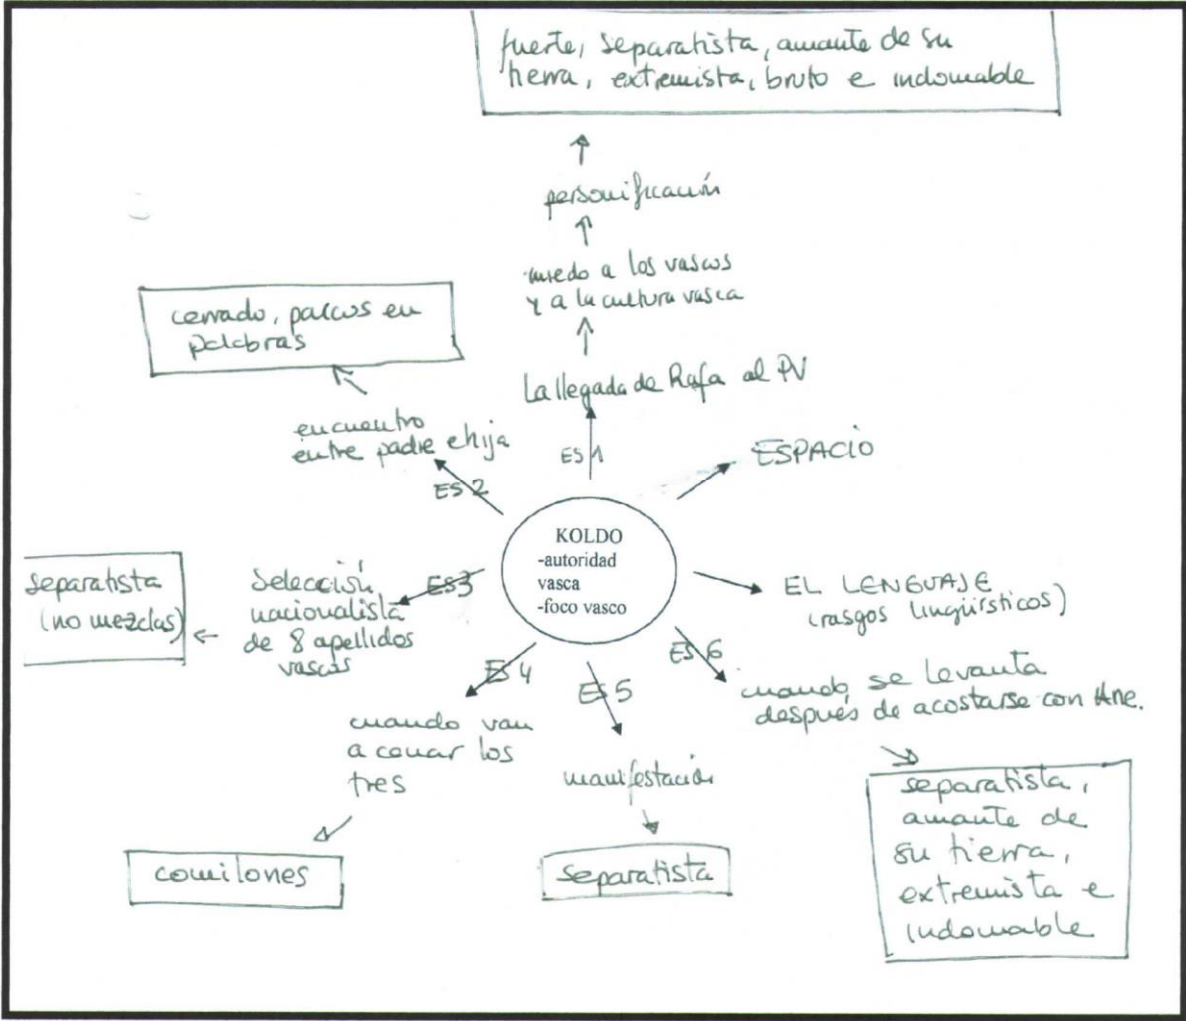 fuerte, separatista, amante de su
tierra, extremista, bruto e indomable
personificación
miedo a los vascos
y a la cultura vasca
cerrado, parcos en
palabras
La llegada de Rafa al PV
encuentro
entre padre e hija
ES 1
ESPACIO
ES 2
KOLDO
-autoridad
vasca
-foco vasco
separatista
(no mezclas)
Selección
nacionalista
de 8 apellidos
vascos
ES3
EL LENGUAJE
(rasgos lingüísticos)
ES 4
ES 5
ES 6
cuando se levanta
después de acostarse con Ane.
cuando van
a cenar los
tres
manifestación
comilones
separatista
separatista,
amante de
su tierra,
extremista e
indomable